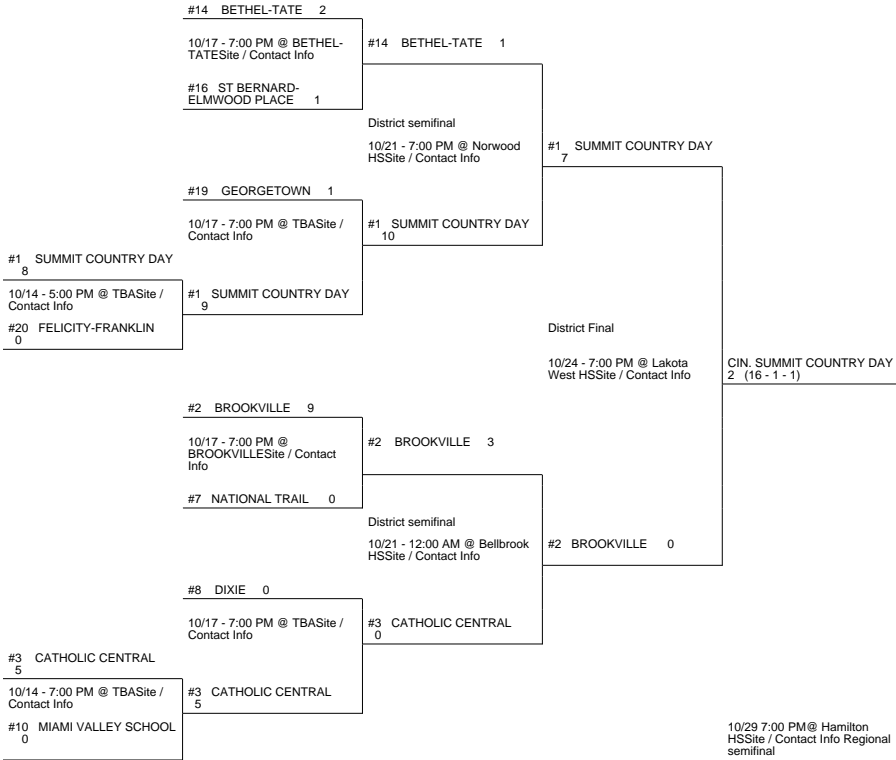 #14 BETHEL-TATE 2
10/17 - 7:00 PM @ BETHEL-
TATESite / Contact Info
#14 BETHEL-TATE 1
#16 ST BERNARD-
ELMWOOD PLACE 1
District semifinal
10/21 - 7:00 PM @ Norwood
HSSite / Contact Info
#1 SUMMIT COUNTRY DAY
7
#19 GEORGETOWN 1
10/17 - 7:00 PM @ TBASite /
Contact Info
#1 SUMMIT COUNTRY DAY
10
#1 SUMMIT COUNTRY DAY
8
10/14 - 5:00 PM @ TBASite /
Contact Info
#1 SUMMIT COUNTRY DAY
9
#20 FELICITY-FRANKLIN
0
District Final
10/24 - 7:00 PM @ Lakota
West HSSite / Contact Info
CIN. SUMMIT COUNTRY DAY
2 (16 - 1 - 1)
#2 BROOKVILLE 9
10/17 - 7:00 PM @
BROOKVILLESite / Contact
Info
#2 BROOKVILLE 3
#7 NATIONAL TRAIL 0
District semifinal
10/21 - 12:00 AM @ Bellbrook
HSSite / Contact Info
#2 BROOKVILLE 0
#8 DIXIE 0
10/17 - 7:00 PM @ TBASite /
Contact Info
#3 CATHOLIC CENTRAL
0
#3 CATHOLIC CENTRAL
5
10/14 - 7:00 PM @ TBASite /
Contact Info
#3 CATHOLIC CENTRAL
5
#10 MIAMI VALLEY SCHOOL
0
10/29 7:00 PM@ Hamilton
HSSite / Contact Info Regional
semifinal